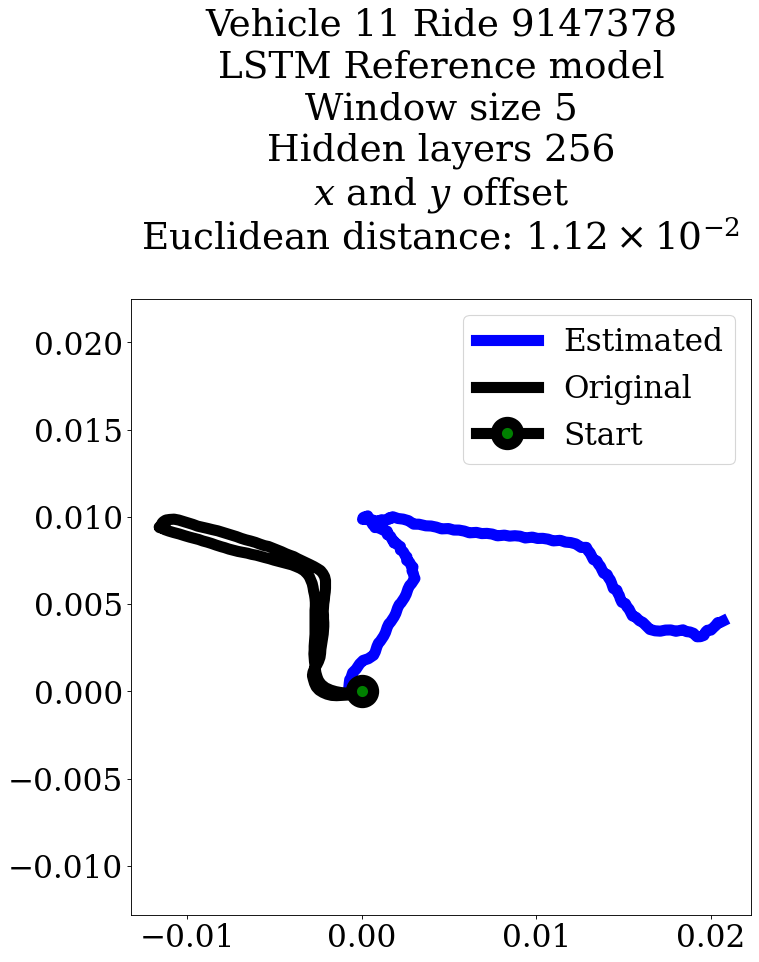 Vehicle 11 Ride 9147378
LSTM Reference model
Window size 5
Hidden layers 256
x and y offset
Euclidean distance: 1.12 × 10⁻²
Estimated
Original
Start
0.020
0.015
0.010
0.005
0.000
−0.005
−0.010
−0.01 0.00 0.01 0.02